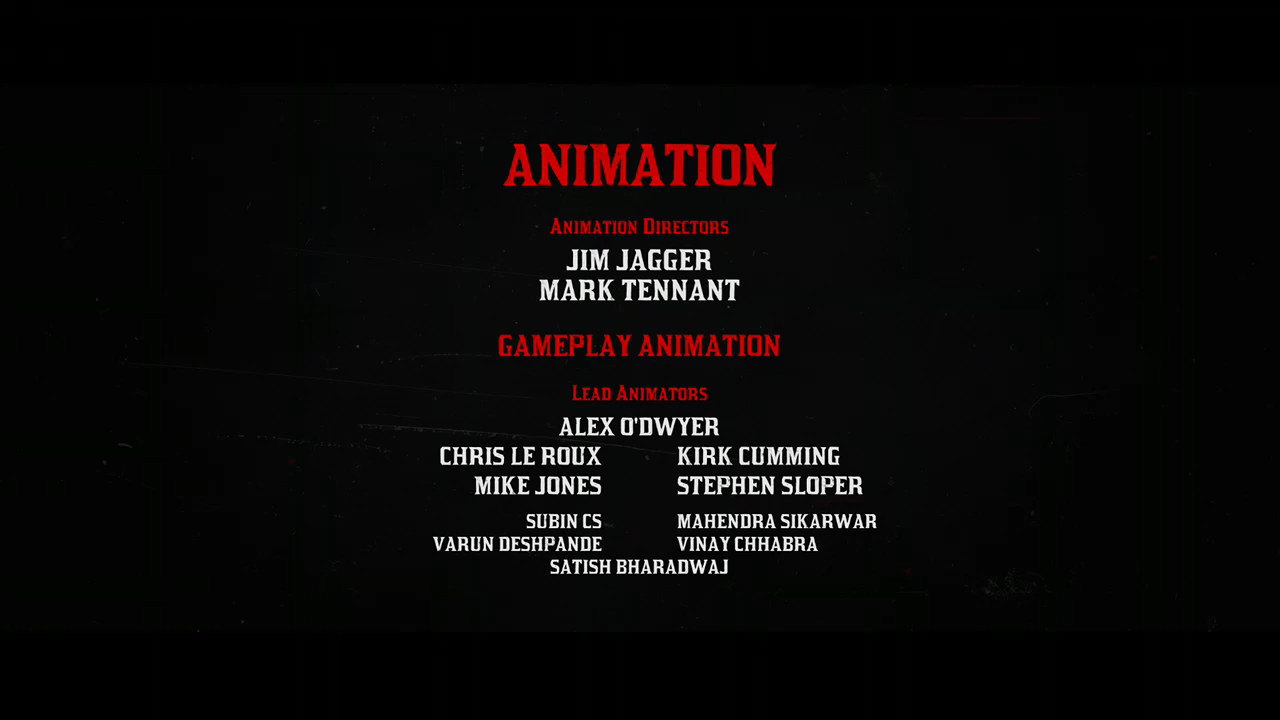 ANIMATION
ANIMATION DIRECTORS
JIM JAGGER
MARK TENNANT
GAMEPLAY ANIMATION
LEAD ANIMATORS
ALEX O'DWYER
CHRIS LE ROUX KIRK CUMMING
MIKE JONES STEPHEN SLOPER
SUBIN CS MAHENDRA SIKARWAR
VARUN DESHPANDE VINAY CHHABRA
SATISH BHARADWAJ